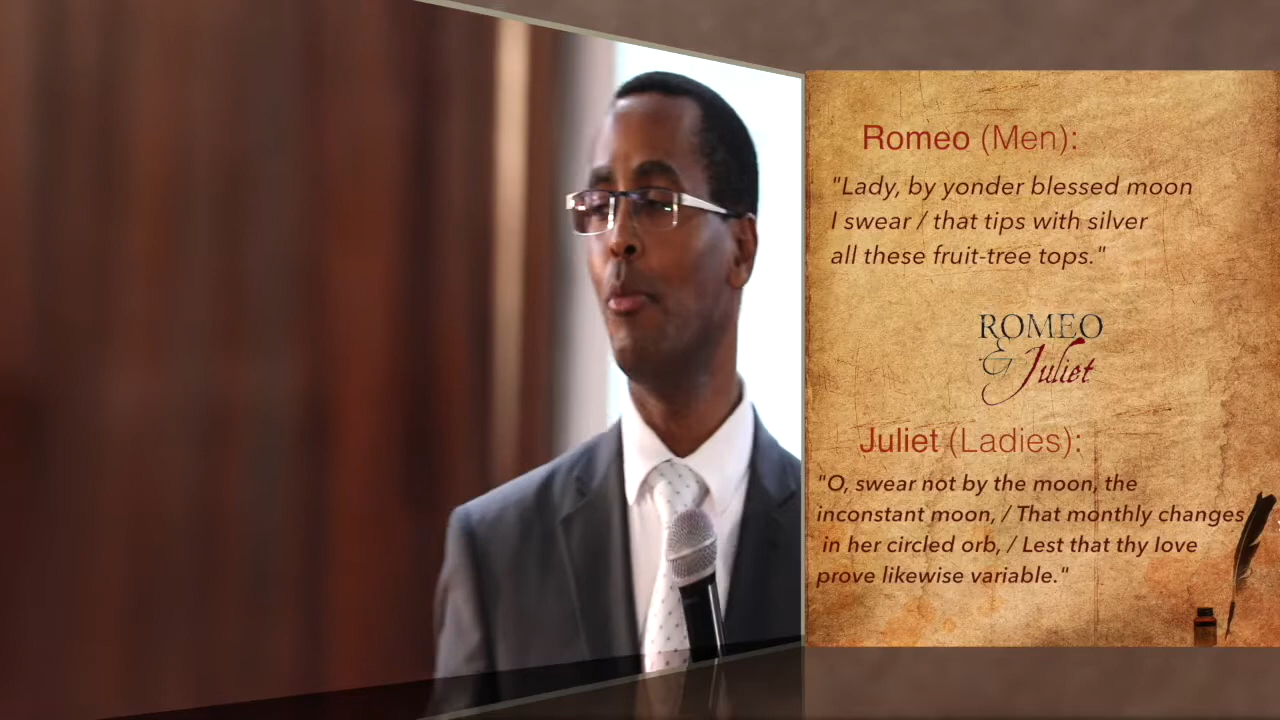 Romeo (Men):
"Lady, by yonder blessed moon
I swear / that tips with silver
all these fruit-tree tops."
ROMEO
& Juliet
Juliet (Ladies):
"O, swear not by the moon, the
inconstant moon, / That monthly changes
in her circled orb, / Lest that thy love
prove likewise variable."